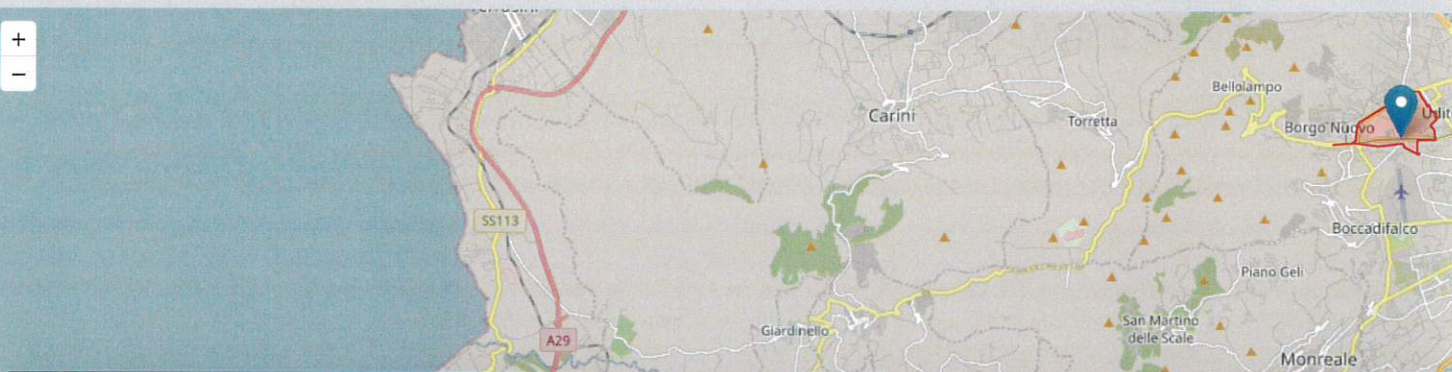 +
−
Carini
Torretta
Bellolampo
Borgo Nuovo
SS113
Boccadifalco
Piano Geli
San Martino
delle Scale
Giardinello
A29
Monreale